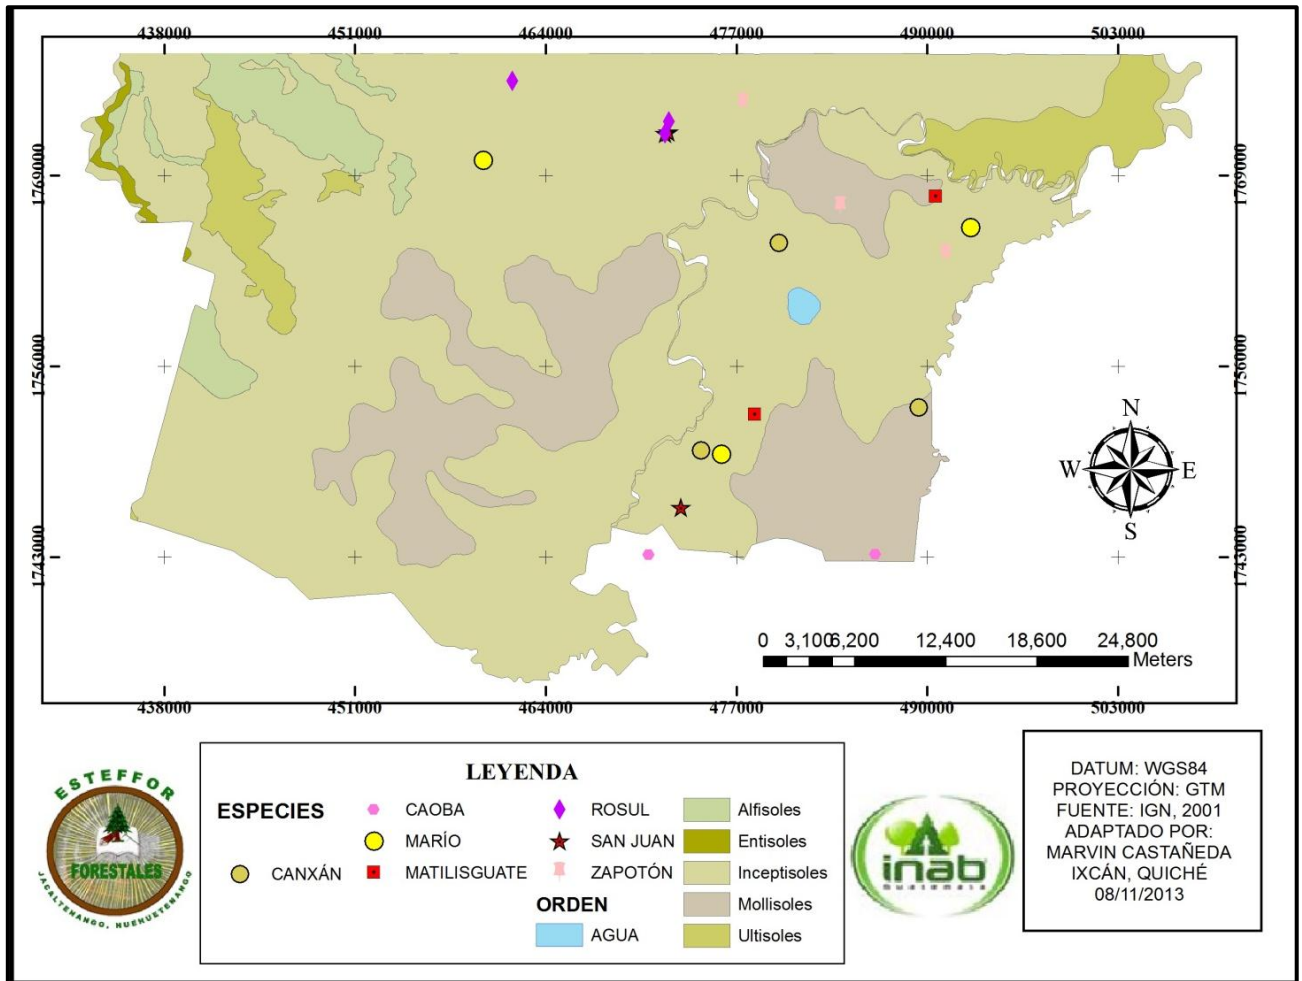 438000 451000 464000 477000 490000 503000
1769000 1769000
1756000 1756000
N
W E
S
1743000 1743000
0 3,100 6,200 12,400 18,600 24,800
Meters
438000 451000 464000 477000 490000 503000
LEYENDA
ESPECIES
CAOBA
MARÍO
CANXÁN
MATILISGUATE
ROSUL
SAN JUAN
ZAPOTÓN
ORDEN
AGUA
Alfisoles
Entisoles
Inceptisoles
Mollisoles
Ultisoles
ESTEFFOR
FORESTALES
JACALTENANGO, HUEHUETENANGO
inab
Guatemala
DATUM: WGS84
PROYECCIÓN: GTM
FUENTE: IGN, 2001
ADAPTADO POR:
MARVIN CASTAÑEDA
IXCÁN, QUICHÉ
08/11/2013